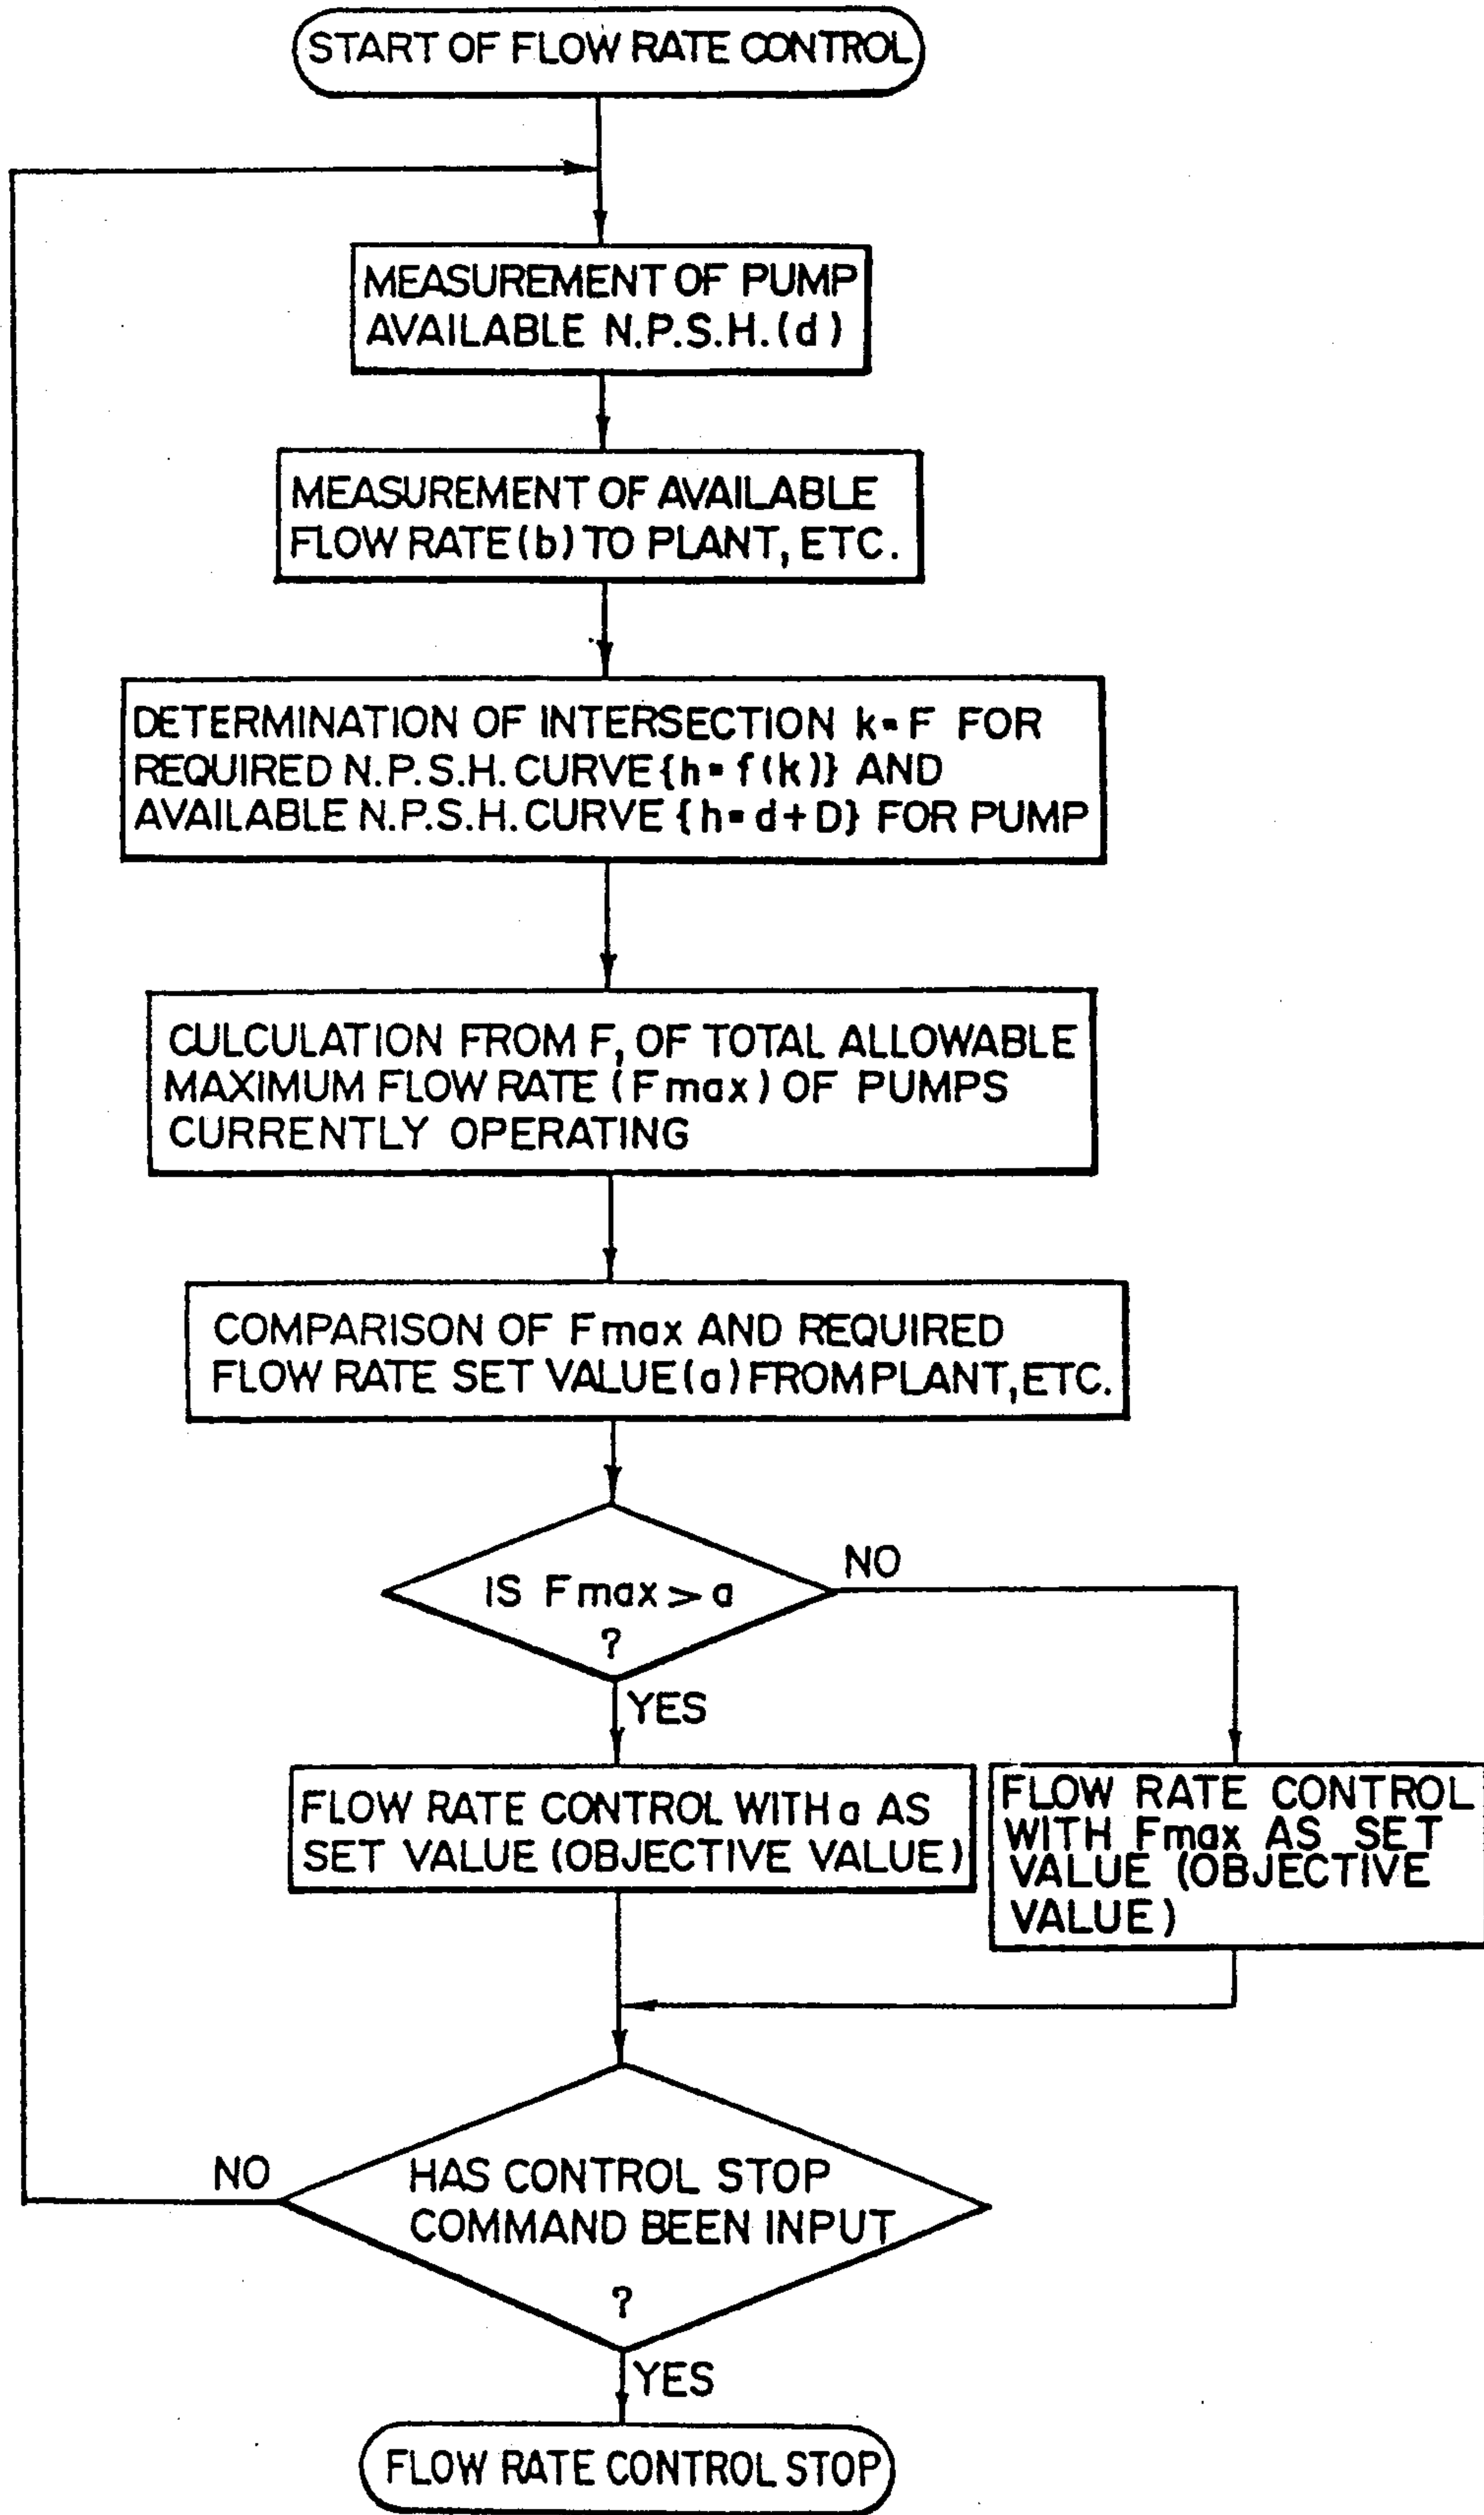 START OF FLOW RATE CONTROL
MEASUREMENT OF PUMP
AVAILABLE N.P.S.H.(d)
MEASUREMENT OF AVAILABLE
FLOW RATE(b) TO PLANT, ETC.
DETERMINATION OF INTERSECTION k=F FOR
REQUIRED N.P.S.H. CURVE{h=f(k)} AND
AVAILABLE N.P.S.H. CURVE {h=d+D} FOR PUMP
CULCULATION FROM F, OF TOTAL ALLOWABLE
MAXIMUM FLOW RATE (Fmax) OF PUMPS
CURRENTLY OPERATING
COMPARISON OF Fmax AND REQUIRED
FLOW RATE SET VALUE(a) FROM PLANT, ETC.
IS Fmax > a
?
NO
YES
FLOW RATE CONTROL WITH a AS
SET VALUE (OBJECTIVE VALUE)
FLOW RATE CONTROL
WITH Fmax AS SET
VALUE (OBJECTIVE
VALUE)
NO
HAS CONTROL STOP
COMMAND BEEN INPUT
?
YES
FLOW RATE CONTROL STOP